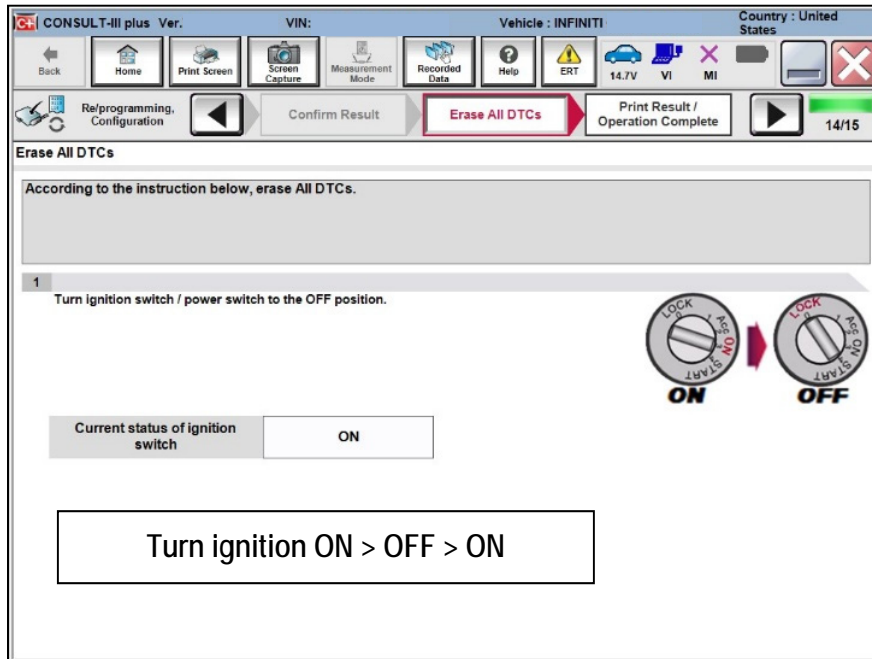 CONSULT-III plus Ver.
VIN:
Vehicle : INFINITI
Country : United
States
Back
Home
Print Screen
Screen
Capture
Measurement
Mode
Recorded
Data
Help
ERT
14.7V
VI
MI
Re/programming,
Configuration
Confirm Result
Erase All DTCs
Print Result /
Operation Complete
14/15
Erase All DTCs
According to the instruction below, erase All DTCs.
1
Turn ignition switch / power switch to the OFF position.
LOCK
0
Acc
ON
START
ON
LOCK
0
Acc
ON
START
OFF
Current status of ignition
switch
ON
Turn ignition ON > OFF > ON